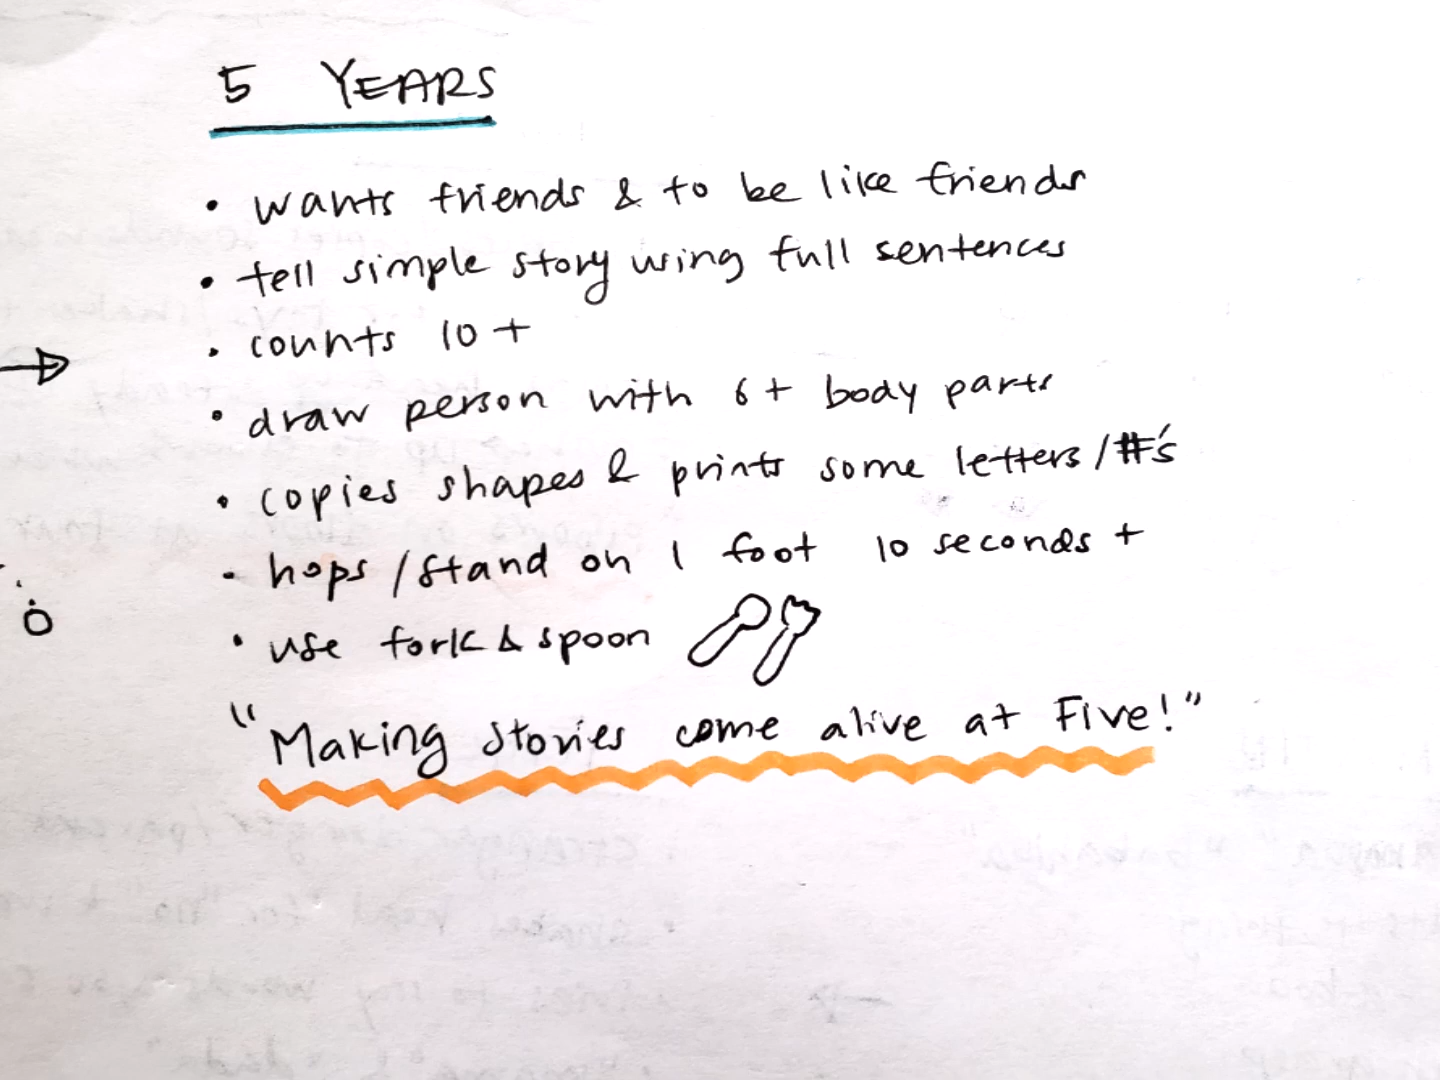 5 YEARS
• wants friends & to be like friends
• tell simple story using full sentences
• counts 10+
• draw person with 6+ body parts
• copies shapes & prints some letters/#'s
• hops/stand on 1 foot 10 seconds +
• use fork & spoon
"Making stories come alive at Five!"